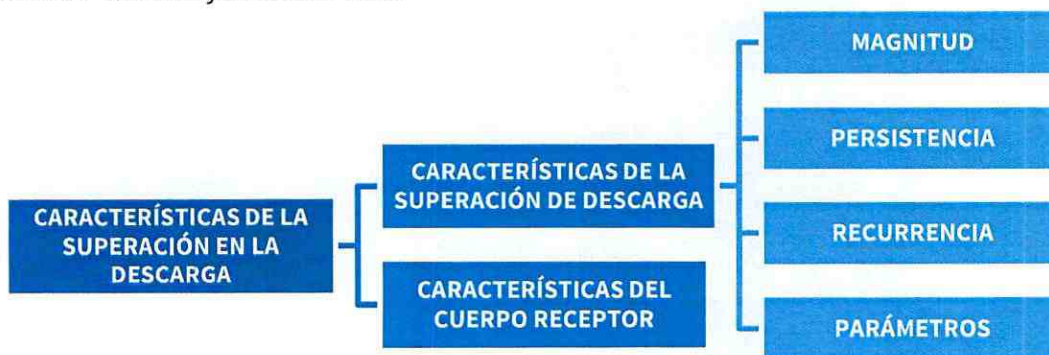 CARACTERÍSTICAS DE LA
SUPERACIÓN EN LA
DESCARGA
CARACTERÍSTICAS DE LA
SUPERACIÓN DE DESCARGA
CARACTERÍSTICAS DEL
CUERPO RECEPTOR
MAGNITUD
PERSISTENCIA
RECURRENCIA
PARÁMETROS